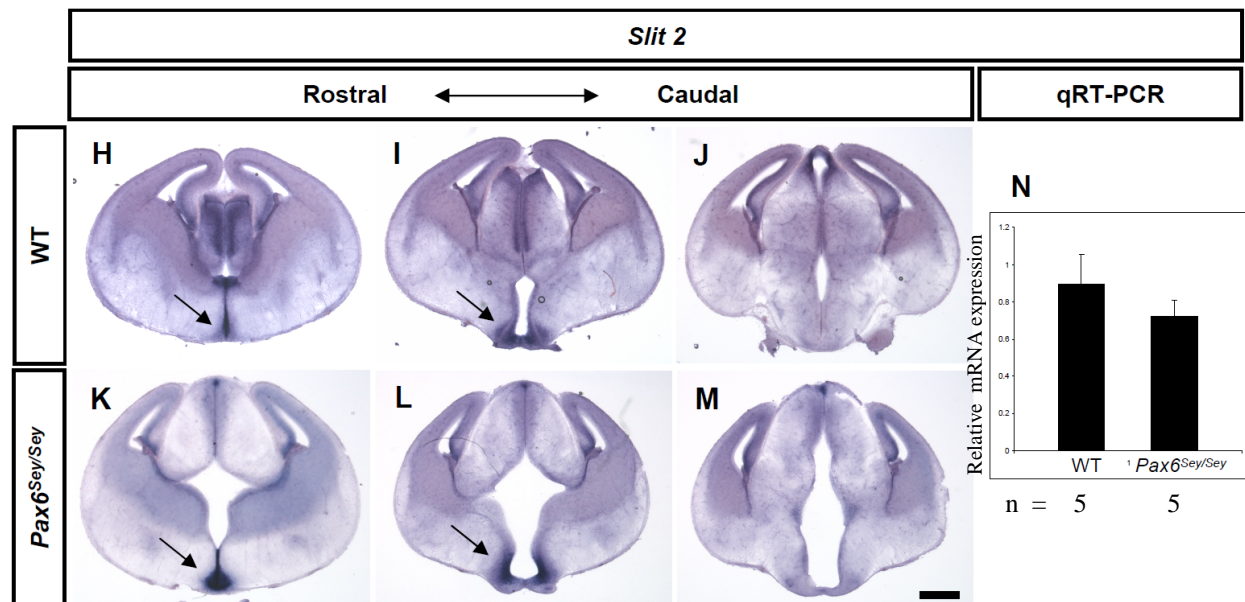 Slit 2
Rostral Caudal qRT-PCR
WT
H I J
Pax6Sey/Sey
K L M
N
Relative mRNA expression
1.2
1
0.8
0.6
0.4
0.2
0
WT 1 Pax6Sey/Sey
n = 5 5